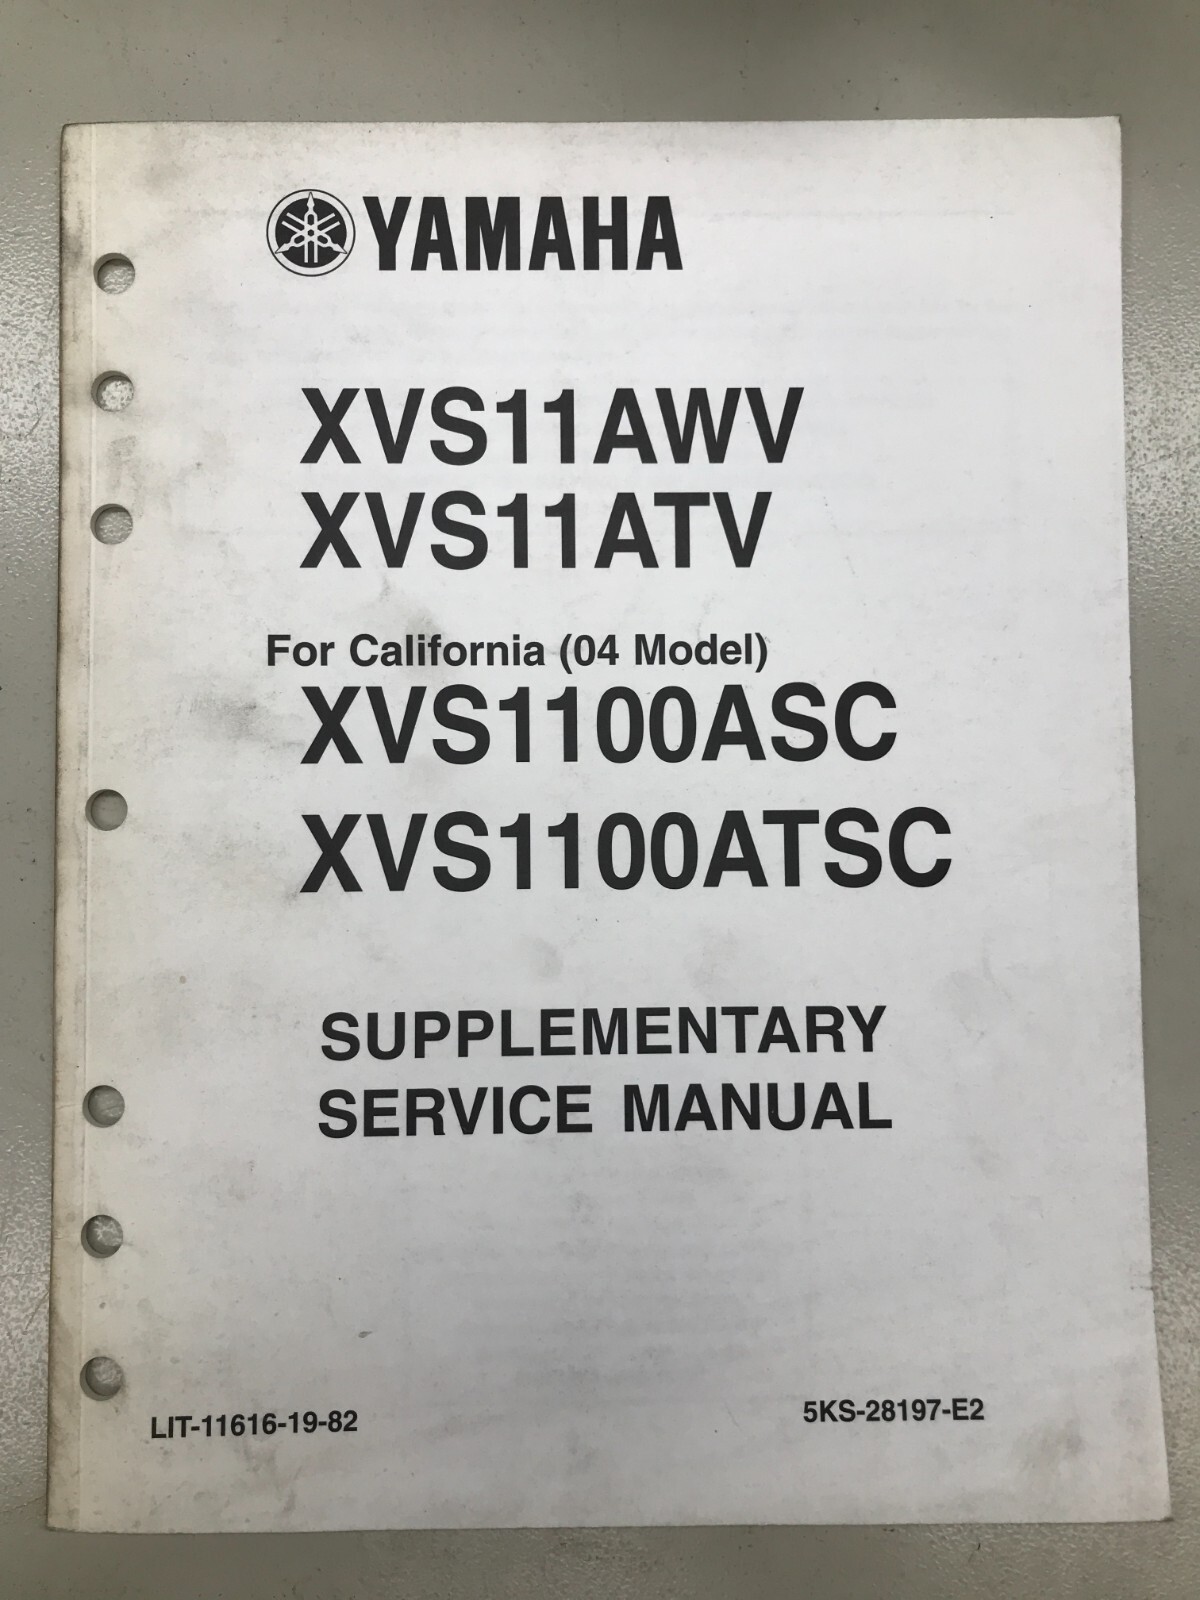 YAMAHA
XVS11AWV
XVS11ATV
For California (04 Model)
XVS1100ASC
XVS1100ATSC
SUPPLEMENTARY
SERVICE MANUAL
LIT-11616-19-82
5KS-28197-E2